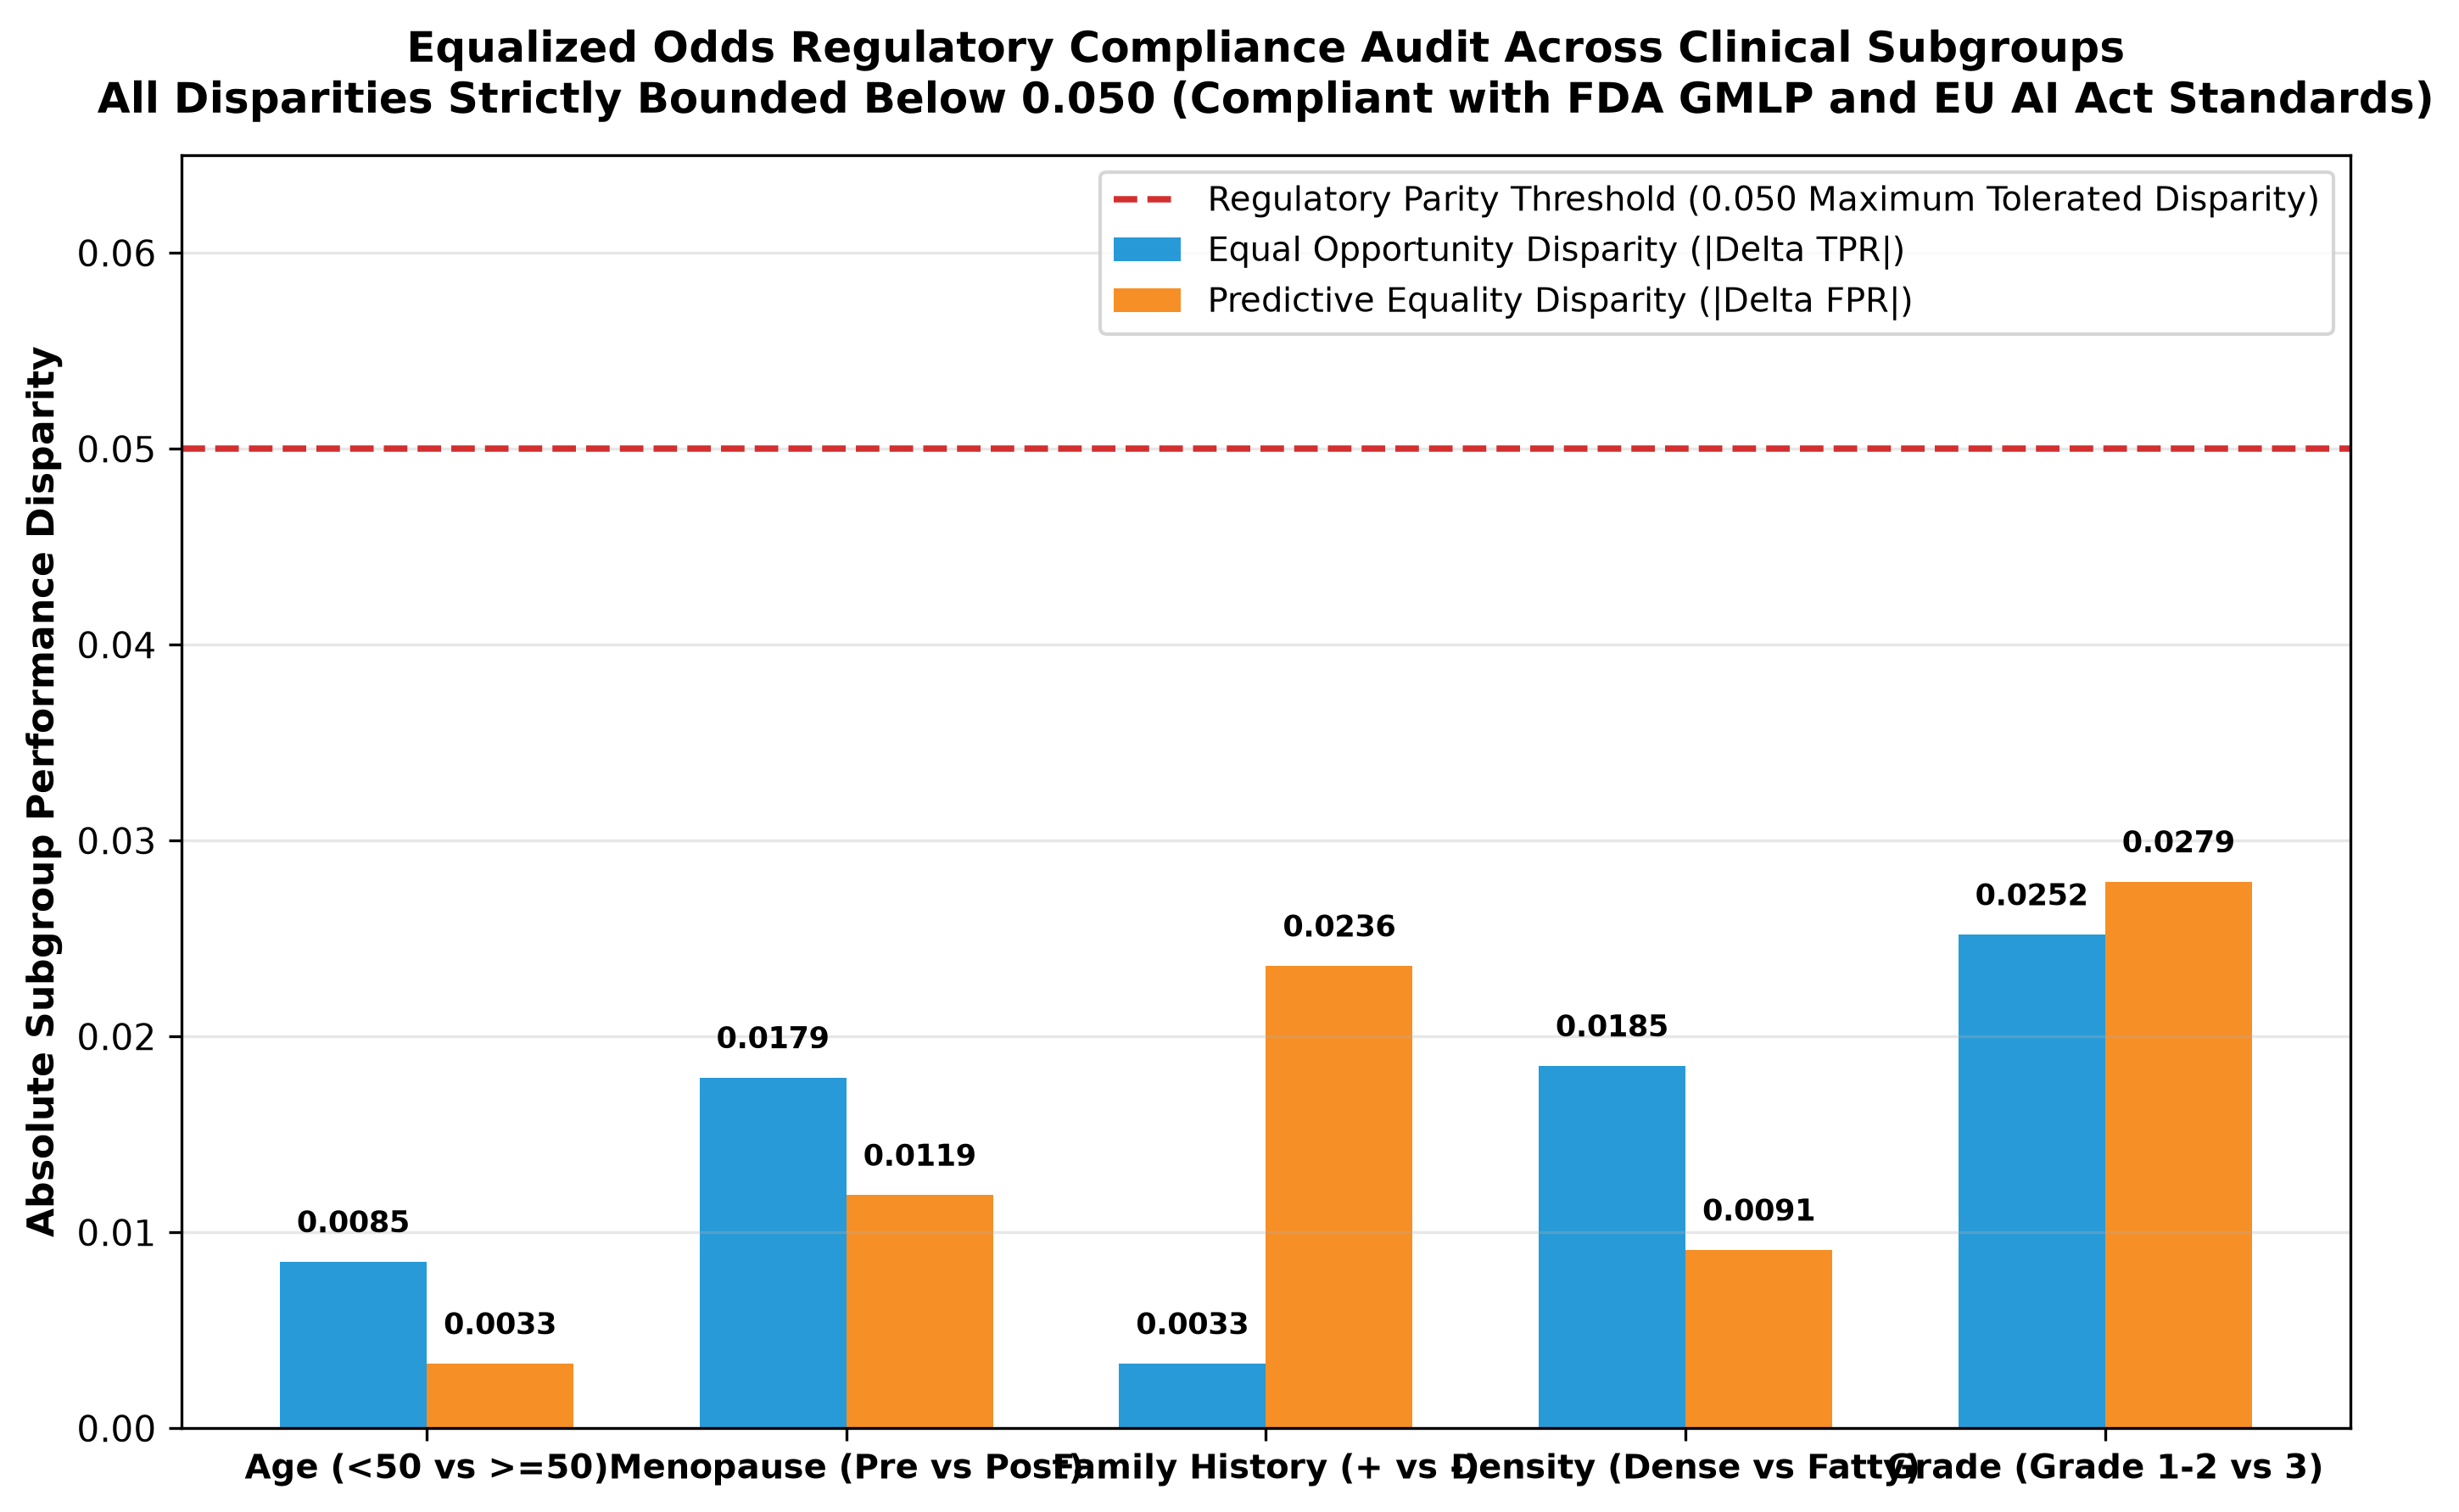 Equalized Odds Regulatory Compliance Audit Across Clinical Subgroups
All Disparities Strictly Bounded Below 0.050 (Compliant with FDA GMLP and EU AI Act Standards)
Regulatory Parity Threshold (0.050 Maximum Tolerated Disparity)
Equal Opportunity Disparity (|Delta TPR|)
Predictive Equality Disparity (|Delta FPR|)
Absolute Subgroup Performance Disparity
0.06
0.05
0.04
0.03
0.02
0.01
0.00
0.0085
0.0033
0.0179
0.0119
0.0033
0.0236
0.0185
0.0091
0.0252
0.0279
Age (<50 vs >=50)
Menopause (Pre vs Post)
Family History (+ vs -)
Density (Dense vs Fatty)
Grade (Grade 1-2 vs 3)